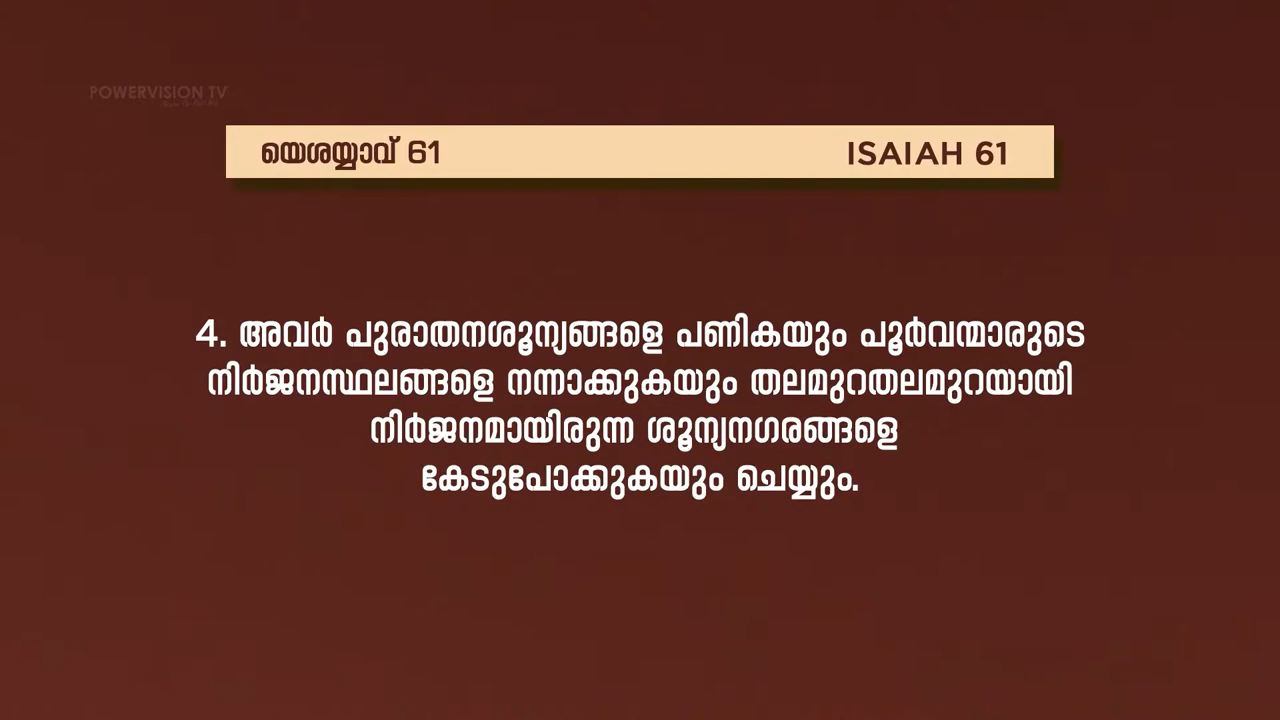 POWERVISION TV
യെശയ്യാവ് 61
ISAIAH 61
4. അവർ പുരാതനശൂന്യങ്ങളെ പണികയും പൂർവന്മാരുടെ
നിർജനസ്ഥലങ്ങളെ നന്നാക്കുകയും തലമുറതലമുറയായി
നിർജനമായിരുന്ന ശൂന്യനഗരങ്ങളെ
കേടുപോക്കുകയും ചെയ്യും.